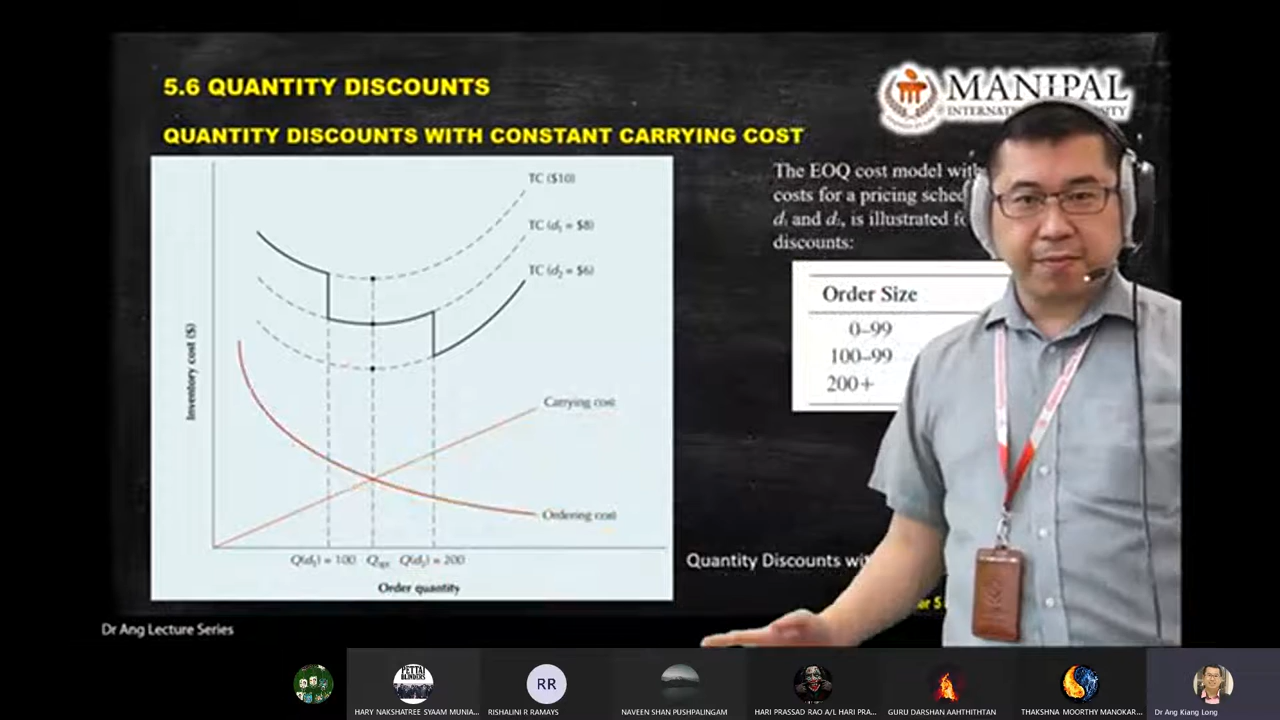 5.6 QUANTITY DISCOUNTS
MANIPAL
QUANTITY DISCOUNTS WITH CONSTANT CARRYING COST
TC ($10)
TC (d₁ = $8)
TC (d₂ = $6)
Inventory cost ($)
Carrying cost
Ordering cost
Q(d₁) = 100 Qopt Q(d₂) = 200
Order quantity
The EOQ cost model with
costs for a pricing
d₁ and d₂, is illustrated
discounts:
Order Size
0–99
100–99
200+
Quantity Discounts
Dr Ang Lecture Series
RR
HARY NAKSHATREE SYAAM MUNIA...
RISHALINI R RAMAYS
NAVEEN SHAN PUSHPALINGAM
HARI PRASSAD RAO A/L HARI PRA...
GURU DARSHAN AAHTHITHTAN
THAKSHNA MOORTHY MANOKAR...
Dr Ang Kiang Long